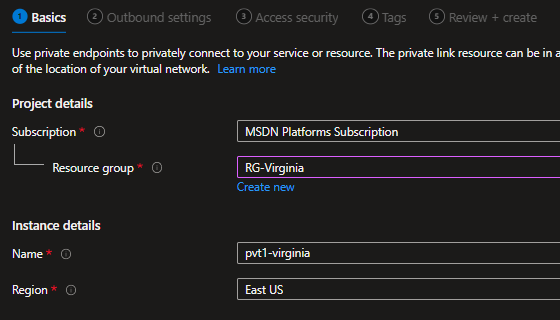 1 Basics 2 Outbound settings 3 Access security 4 Tags 5 Review + create
Use private endpoints to privately connect to your service or resource. The private link resource can be in a
of the location of your virtual network. Learn more
Project details
Subscription * MSDN Platforms Subscription
Resource group * RG-Virginia
Create new
Instance details
Name * pvt1-virginia
Region * East US